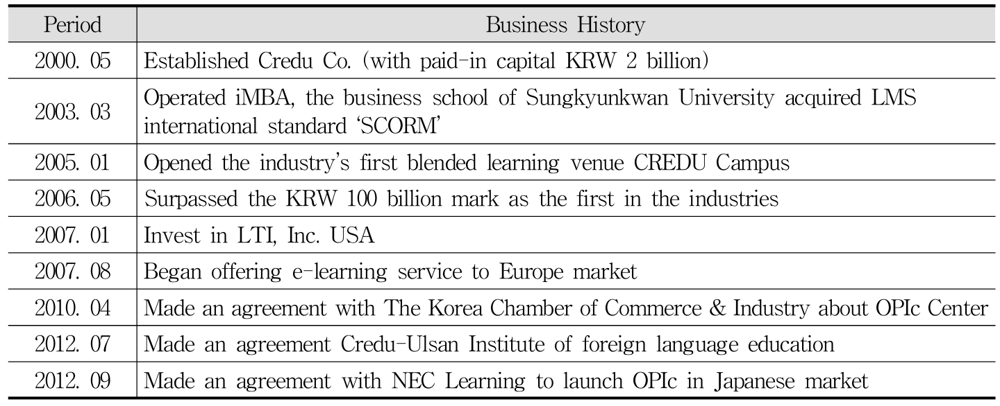 Period Business History
2000. 05 Established Credu Co. (with paid-in capital KRW 2 billion)
2003. 03 Operated iMBA, the business school of Sungkyunkwan University acquired LMS
international standard ‘SCORM’
2005. 01 Opened the industry’s first blended learning venue CREDU Campus
2006. 05 Surpassed the KRW 100 billion mark as the first in the industries
2007. 01 Invest in LTI, Inc. USA
2007. 08 Began offering e-learning service to Europe market
2010. 04 Made an agreement with The Korea Chamber of Commerce & Industry about OPIc Center
2012. 07 Made an agreement Credu-Ulsan Institute of foreign language education
2012. 09 Made an agreement with NEC Learning to launch OPIc in Japanese market